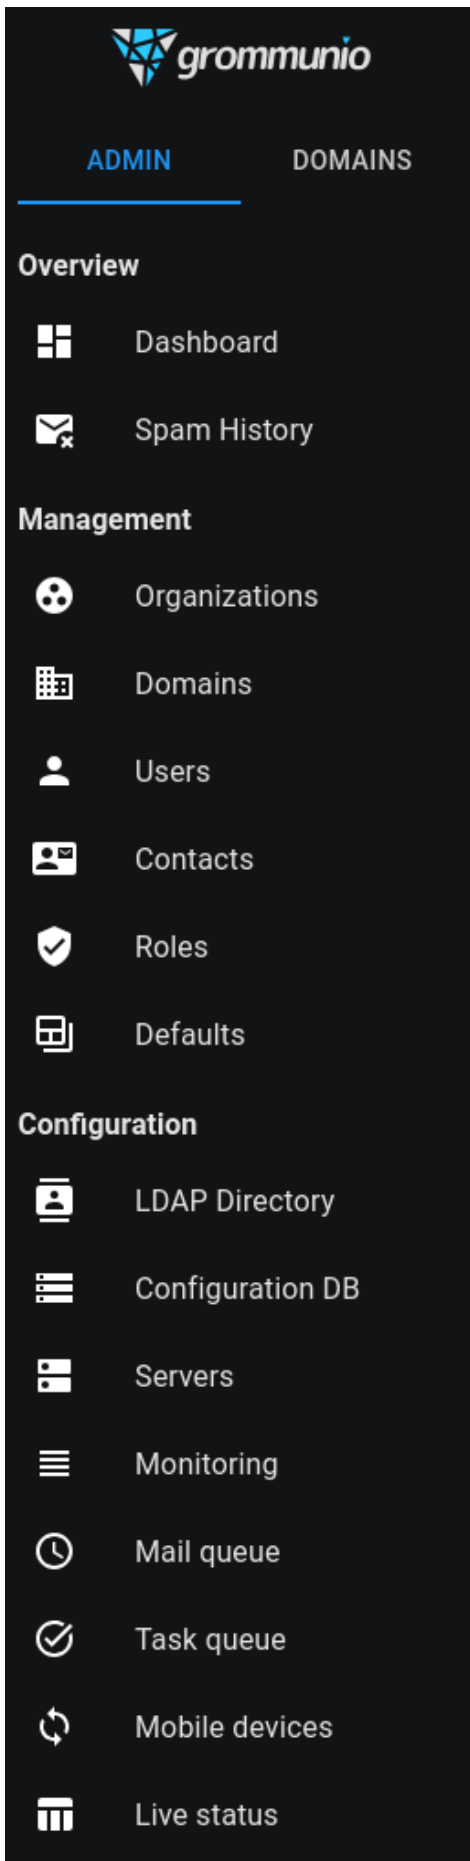 grommunio
ADMIN DOMAINS
Overview
Dashboard
Spam History
Management
Organizations
Domains
Users
Contacts
Roles
Defaults
Configuration
LDAP Directory
Configuration DB
Servers
Monitoring
Mail queue
Task queue
Mobile devices
Live status